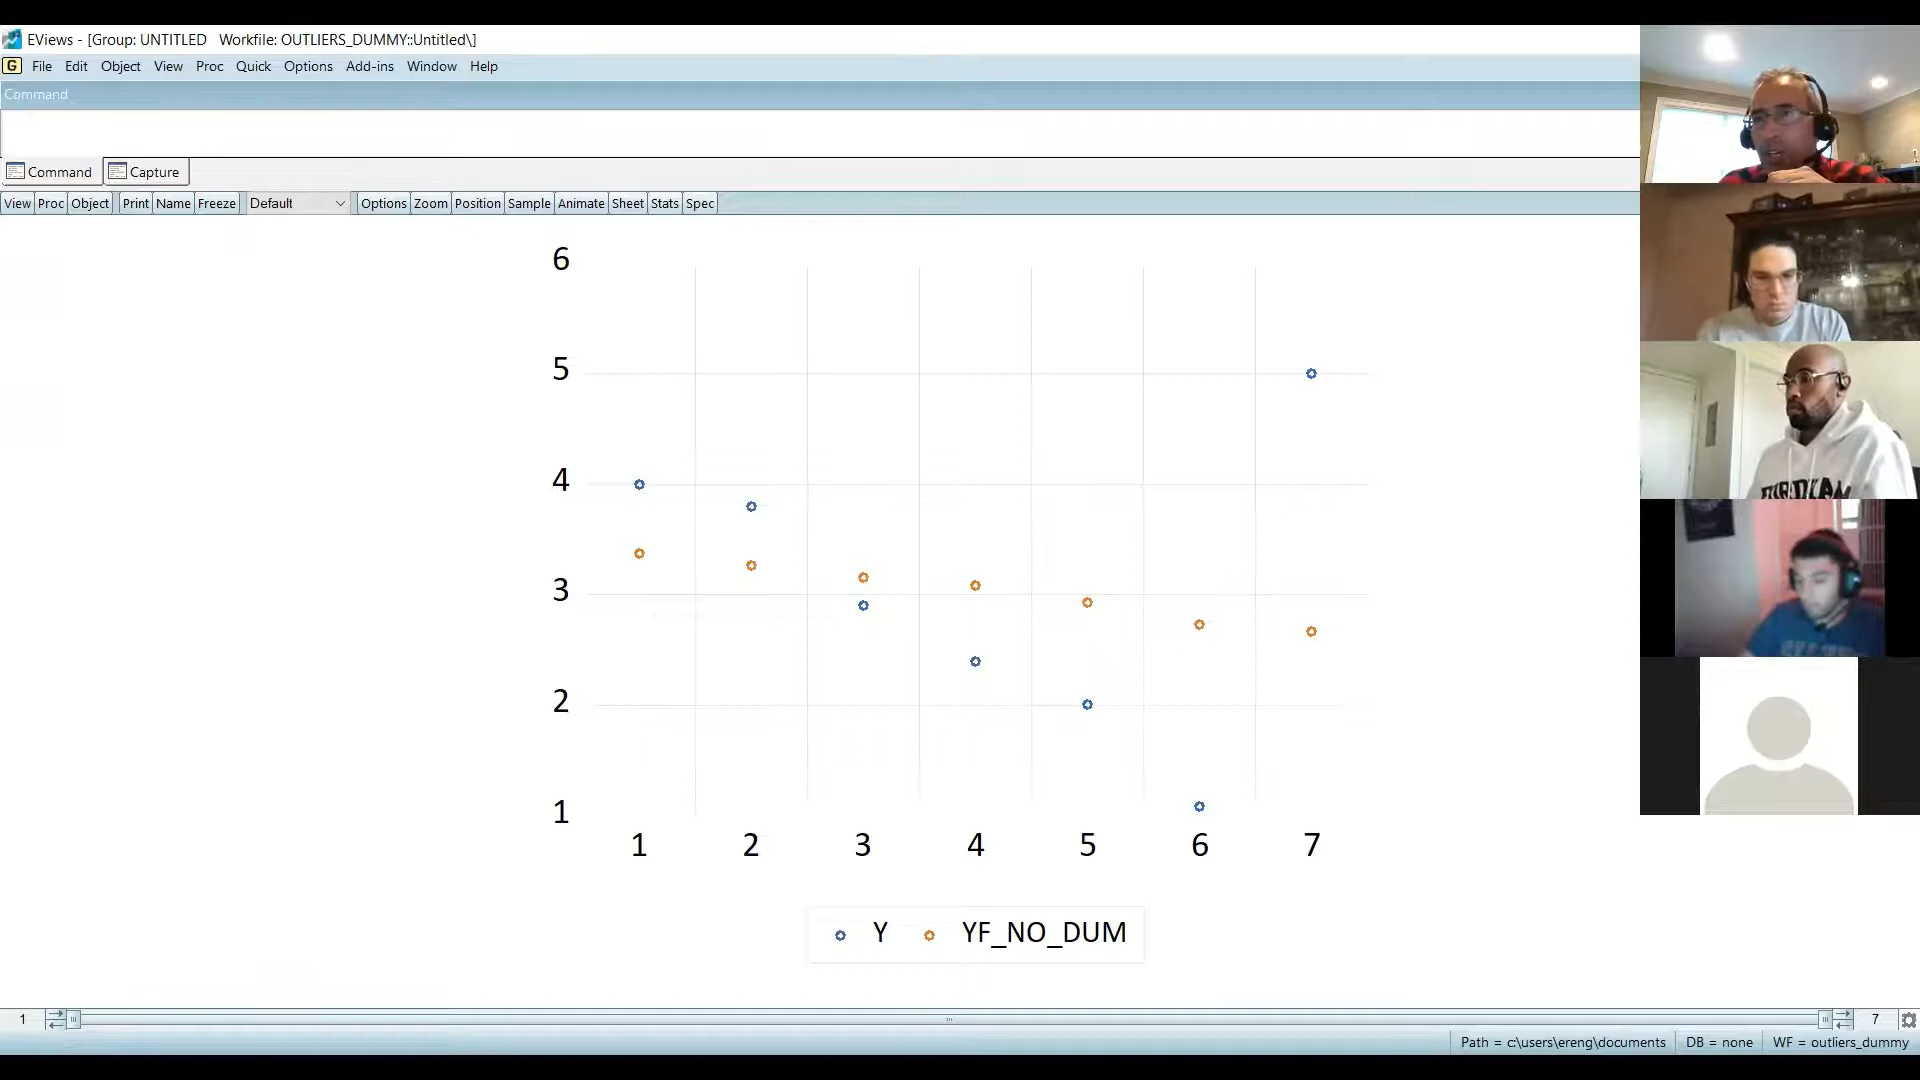 EViews - [Group: UNTITLED   Workfile: OUTLIERS_DUMMY::Untitled\]
G File Edit Object View Proc Quick Options Add-ins Window Help
Command
Command Capture
View Proc Object Print Name Freeze Default Options Zoom Position Sample Animate Sheet Stats Spec
6
5
4
3
2
1
1 2 3 4 5 6 7
Y YF_NO_DUM
1 7
Path = c:\users\ereng\documents DB = none WF = outliers_dummy